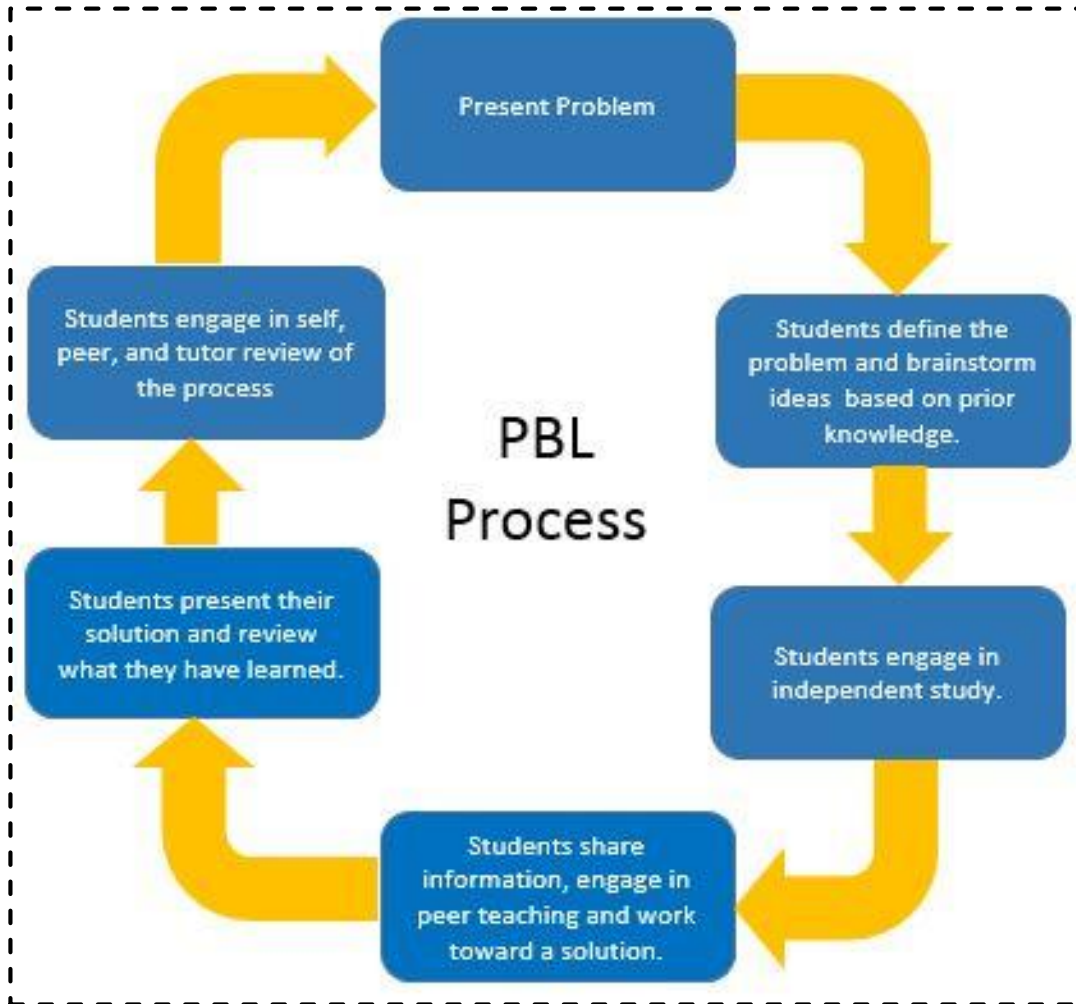 Present Problem
Students define the
problem and brainstorm
ideas based on prior
knowledge.
Students engage in
independent study.
Students share
information, engage in
peer teaching and work
toward a solution.
Students present their
solution and review
what they have learned.
Students engage in self,
peer, and tutor review of
the process
PBL
Process